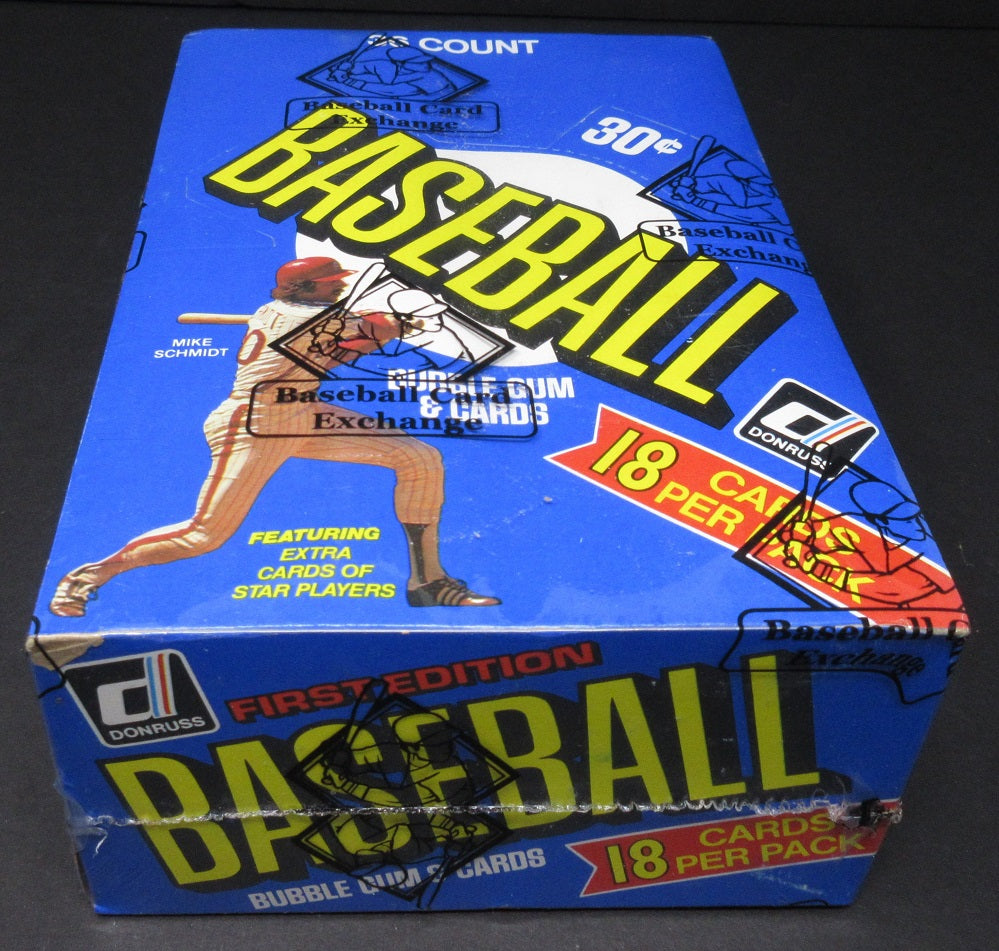 36 COUNT
Baseball Card
Exchange
30¢
BASEBALL
Baseball C
Exchang
MIKE
SCHMIDT
BUBBLE GUM
& CARDS
Baseball Card
Exchange
DONRUSS
18 CARDS
PER PACK
FEATURING
EXTRA
CARDS OF
STAR PLAYERS
Baseball C
Exchange
DONRUSS
FIRST EDITION
BASEBALL
BUBBLE GUM & CARDS
18 CARDS
PER PACK